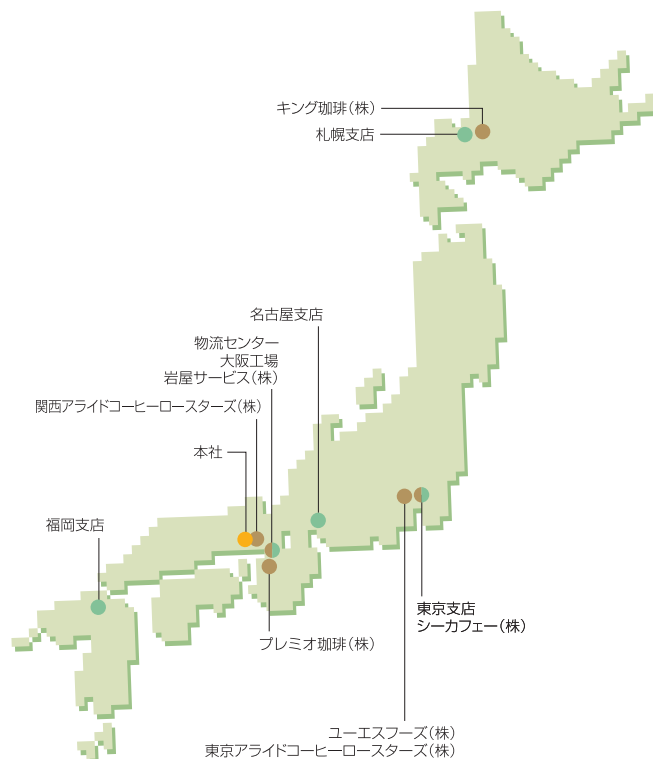 キング珈琲(株)
札幌支店
名古屋支店
物流センター
大阪工場
岩屋サービス(株)
関西アライドコーヒーロースターズ(株)
本社
福岡支店
東京支店
シーカフェー(株)
プレミオ珈琲(株)
ユーエスフーズ(株)
東京アライドコーヒーロースターズ(株)